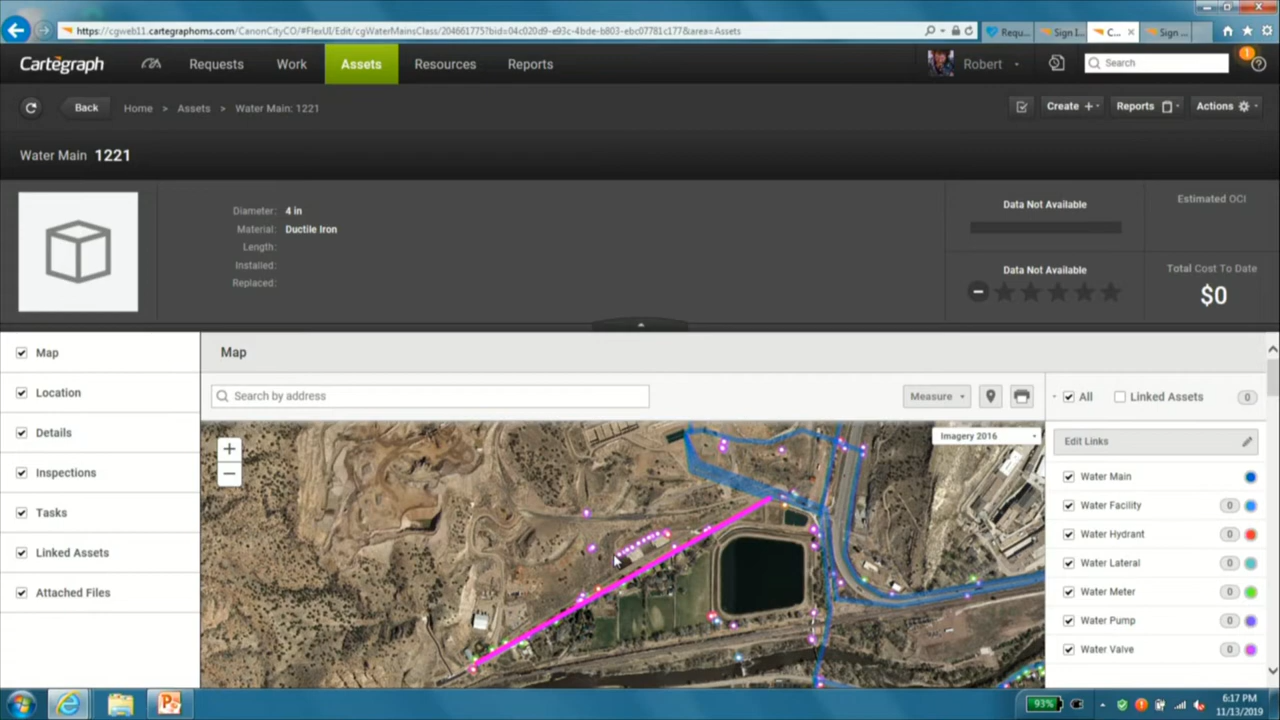 https://cgweb11.cartegraphoms.com/CanonCityCO/#FlexUI/Edit/cgWaterMainsClass/204661775?bid=04c020d9-e93c-4bde-b803-ebc07781c177&area=Assets
Requ...
Sign I...
C...
Sign ...
Cartēgraph
Requests
Work
Assets
Resources
Reports
Robert
Search
1
Back
Home > Assets > Water Main: 1221
Create +
Reports
Actions
Water Main 1221
Diameter: 4 in
Material: Ductile Iron
Length:
Installed:
Replaced:
Data Not Available
Estimated OCI
Data Not Available
Total Cost To Date
$0
Map
Location
Details
Inspections
Tasks
Linked Assets
Attached Files
Map
Search by address
Measure
All
Linked Assets
0
+
−
Imagery 2016
Edit Links
Water Main
Water Facility 0
Water Hydrant 0
Water Lateral 0
Water Meter 0
Water Pump 0
Water Valve 0
93%
6:17 PM
11/13/2019